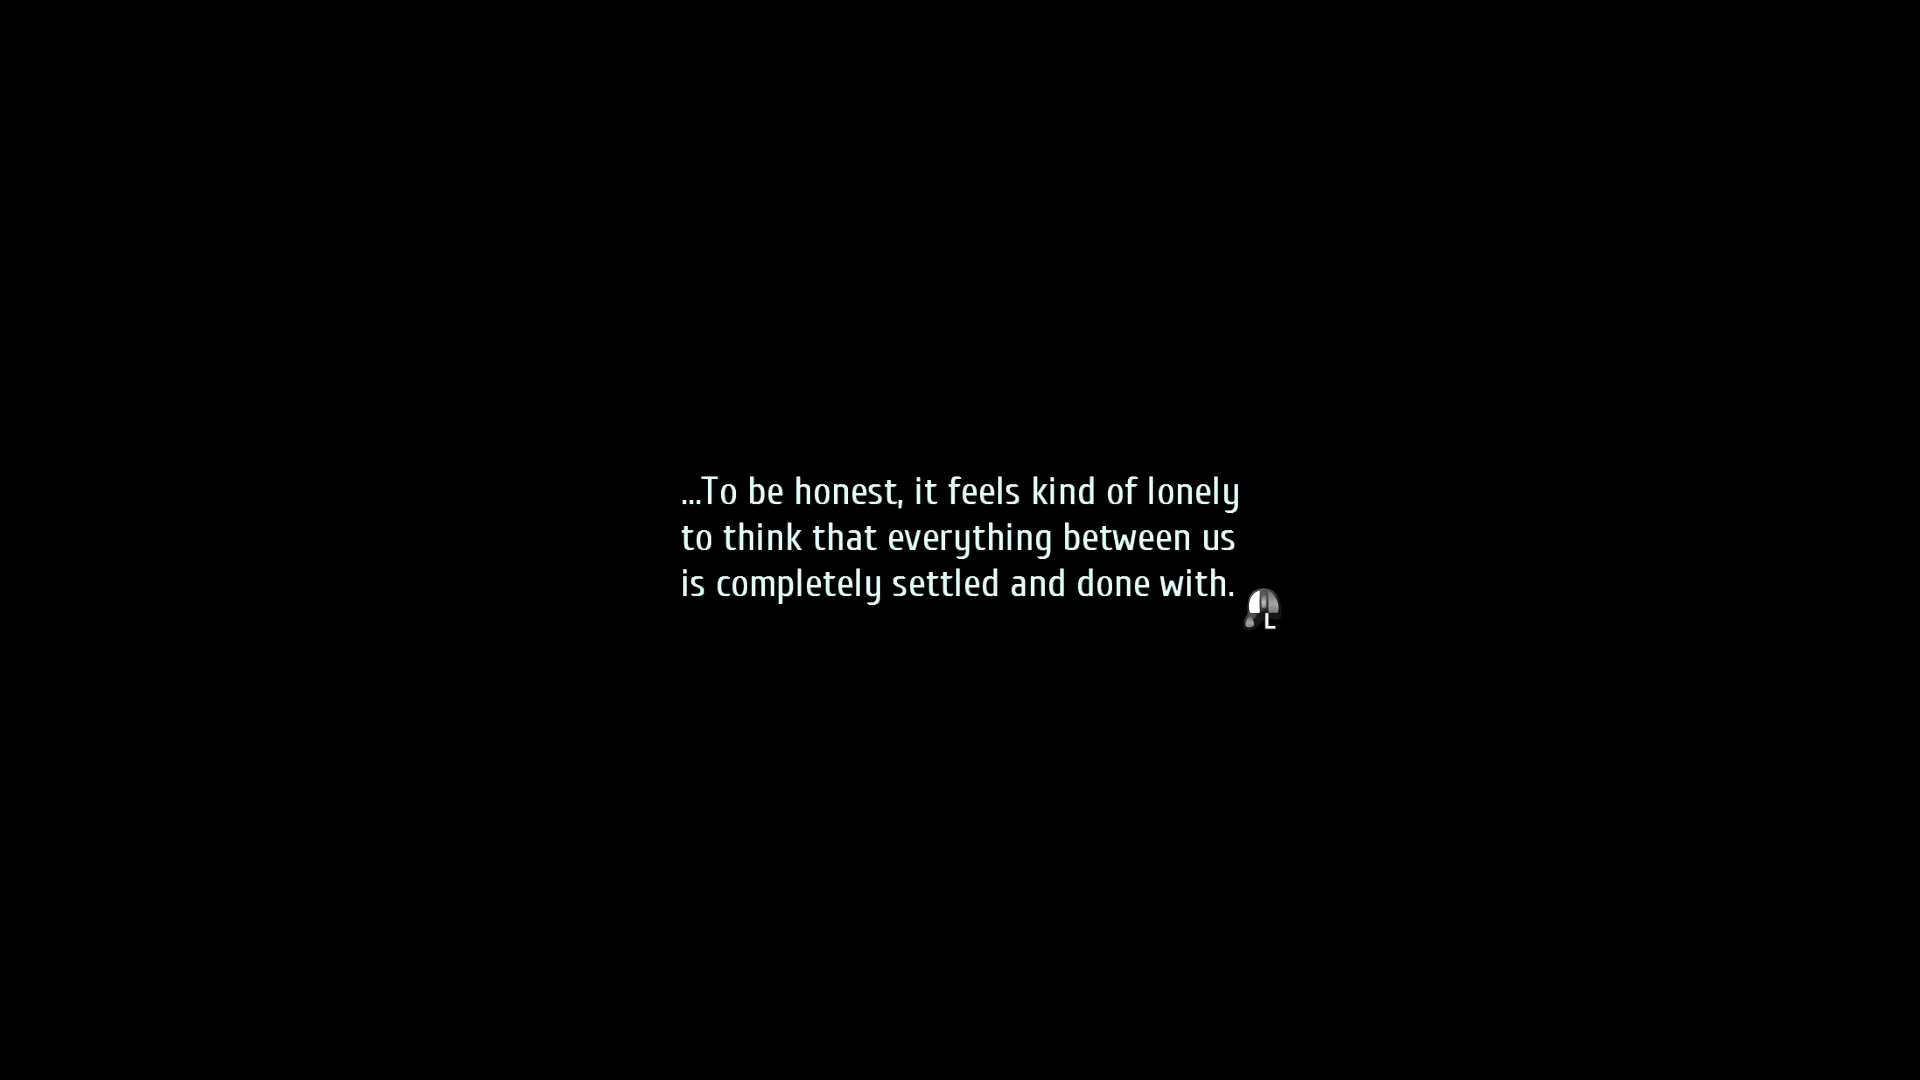 ...To be honest, it feels kind of lonely
to think that everything between us
is completely settled and done with.
L